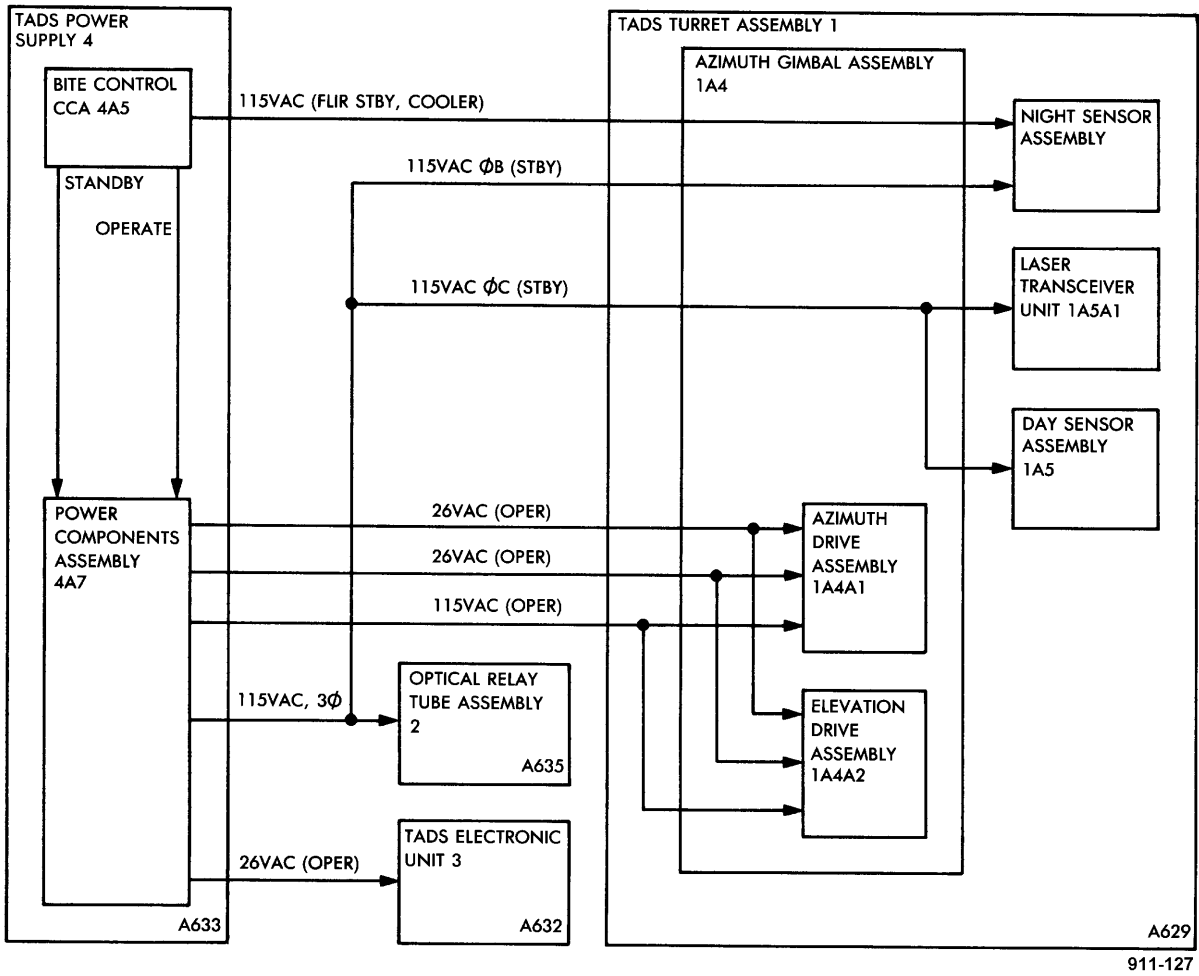 TADS POWER
SUPPLY 4
BITE CONTROL
CCA 4A5
STANDBY
OPERATE
POWER
COMPONENTS
ASSEMBLY
4A7
A633
115VAC (FLIR STBY, COOLER)
115VAC ØB (STBY)
115VAC ØC (STBY)
26VAC (OPER)
26VAC (OPER)
115VAC (OPER)
115VAC, 3Ø
26VAC (OPER)
OPTICAL RELAY
TUBE ASSEMBLY
2
A635
TADS ELECTRONIC
UNIT 3
A632
TADS TURRET ASSEMBLY 1
AZIMUTH GIMBAL ASSEMBLY
1A4
NIGHT SENSOR
ASSEMBLY
LASER
TRANSCEIVER
UNIT 1A5A1
DAY SENSOR
ASSEMBLY
1A5
AZIMUTH
DRIVE
ASSEMBLY
1A4A1
ELEVATION
DRIVE
ASSEMBLY
1A4A2
A629
911-127